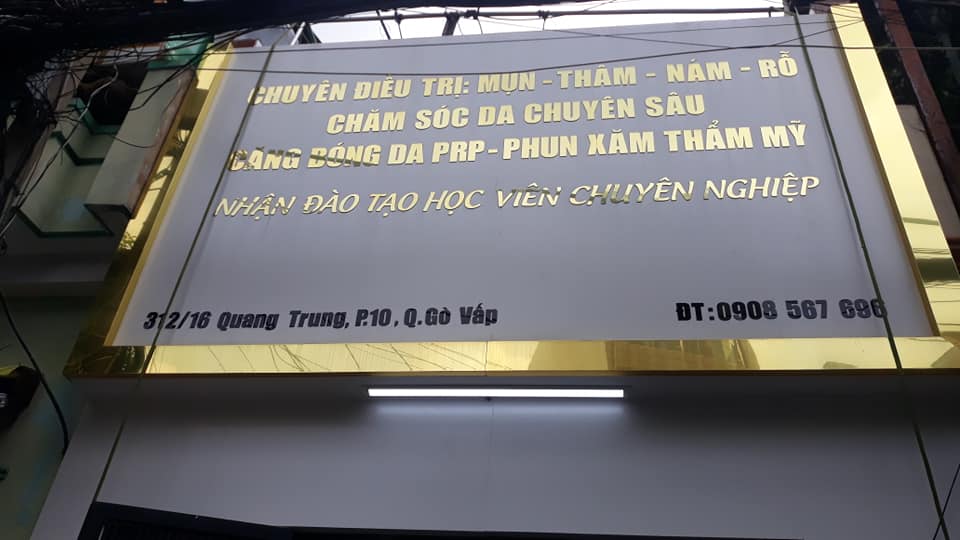 CHUYÊN ĐIỀU TRỊ: MỤN - THÂM - NÁM - RỖ
CHĂM SÓC DA CHUYÊN SÂU
CĂNG BÓNG DA PRP - PHUN XĂM THẨM MỸ
NHẬN ĐÀO TẠO HỌC VIÊN CHUYÊN NGHIỆP
312/16 Quang Trung, P.10, Q.Gò Vấp
ĐT: 0908 567 696